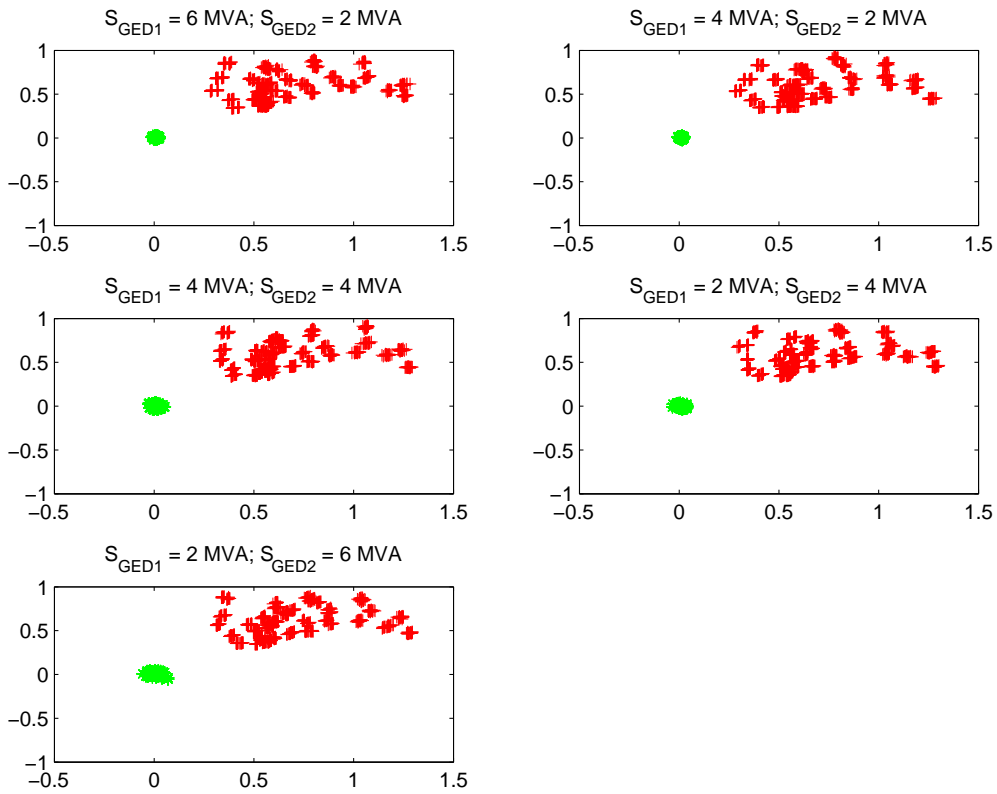 S_GED1 = 6 MVA; S_GED2 = 2 MVA
1
0.5
0
−0.5
−1
−0.5 0 0.5 1 1.5
S_GED1 = 4 MVA; S_GED2 = 2 MVA
1
0.5
0
−0.5
−1
−0.5 0 0.5 1 1.5
S_GED1 = 4 MVA; S_GED2 = 4 MVA
1
0.5
0
−0.5
−1
−0.5 0 0.5 1 1.5
S_GED1 = 2 MVA; S_GED2 = 4 MVA
1
0.5
0
−0.5
−1
−0.5 0 0.5 1 1.5
S_GED1 = 2 MVA; S_GED2 = 6 MVA
1
0.5
0
−0.5
−1
−0.5 0 0.5 1 1.5